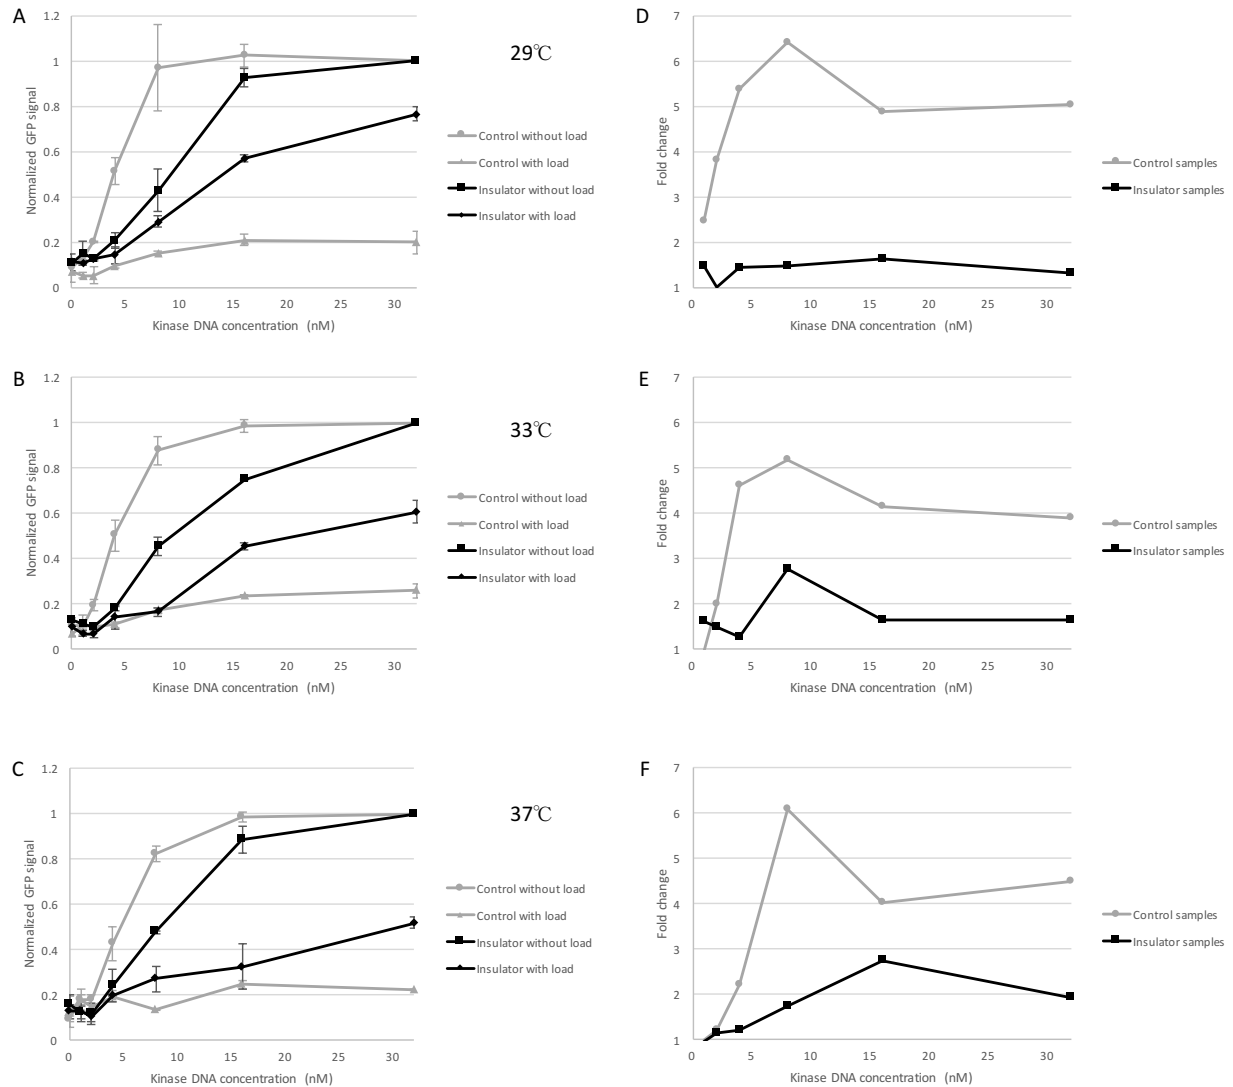 A
1.2
1
0.8
0.6
0.4
0.2
0
0 5 10 15 20 25 30
Normalized GFP signal
Kinase DNA concentration (nM)
29℃
Control without load
Control with load
Insulator without load
Insulator with load
D
7
6
5
4
3
2
1
0 5 10 15 20 25 30
Fold change
Kinase DNA concentration (nM)
Control samples
Insulator samples
B
1.2
1
0.8
0.6
0.4
0.2
0
0 5 10 15 20 25 30
Normalized GFP signal
Kinase DNA concentration (nM)
33℃
Control without load
Control with load
Insulator without load
Insulator with load
E
7
6
5
4
3
2
1
0 5 10 15 20 25 30
Fold change
Kinase DNA concentration (nM)
Control samples
Insulator samples
C
1.2
1
0.8
0.6
0.4
0.2
0
0 5 10 15 20 25 30
Normalized GFP signal
Kinase DNA concentration (nM)
37℃
Control without load
Control with load
Insulator without load
Insulator with load
F
7
6
5
4
3
2
1
0 5 10 15 20 25 30
Fold change
Kinase DNA concentration (nM)
Control samples
Insulator samples